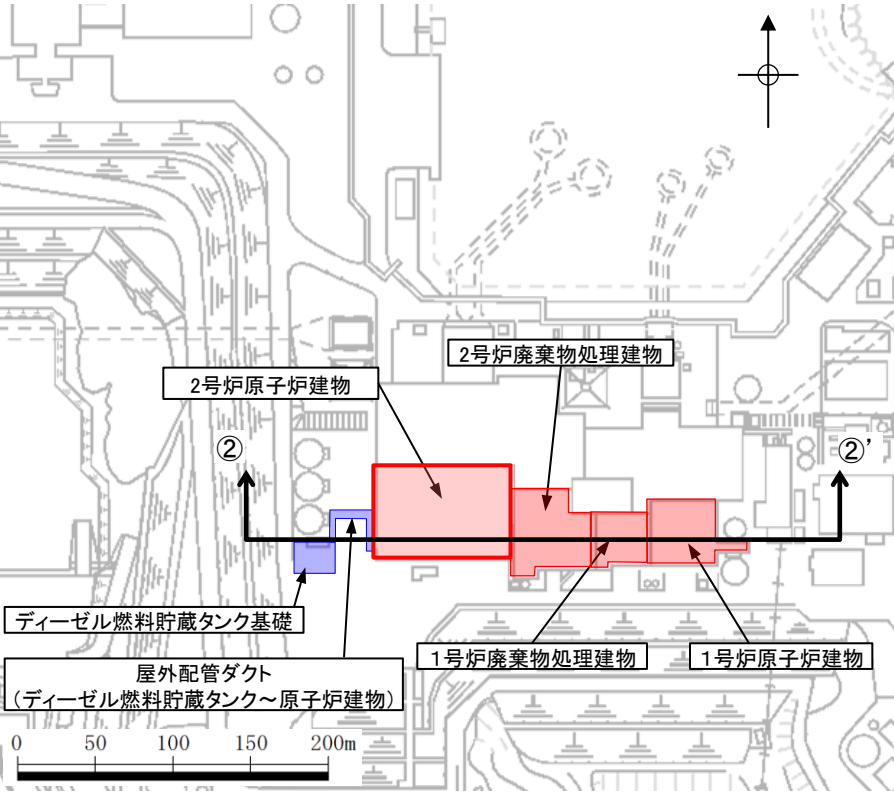 2号炉廃棄物処理建物
2号炉原子炉建物
②
②'
ディーゼル燃料貯蔵タンク基礎
屋外配管ダクト
(ディーゼル燃料貯蔵タンク～原子炉建物)
1号炉廃棄物処理建物
1号炉原子炉建物
0 50 100 150 200m